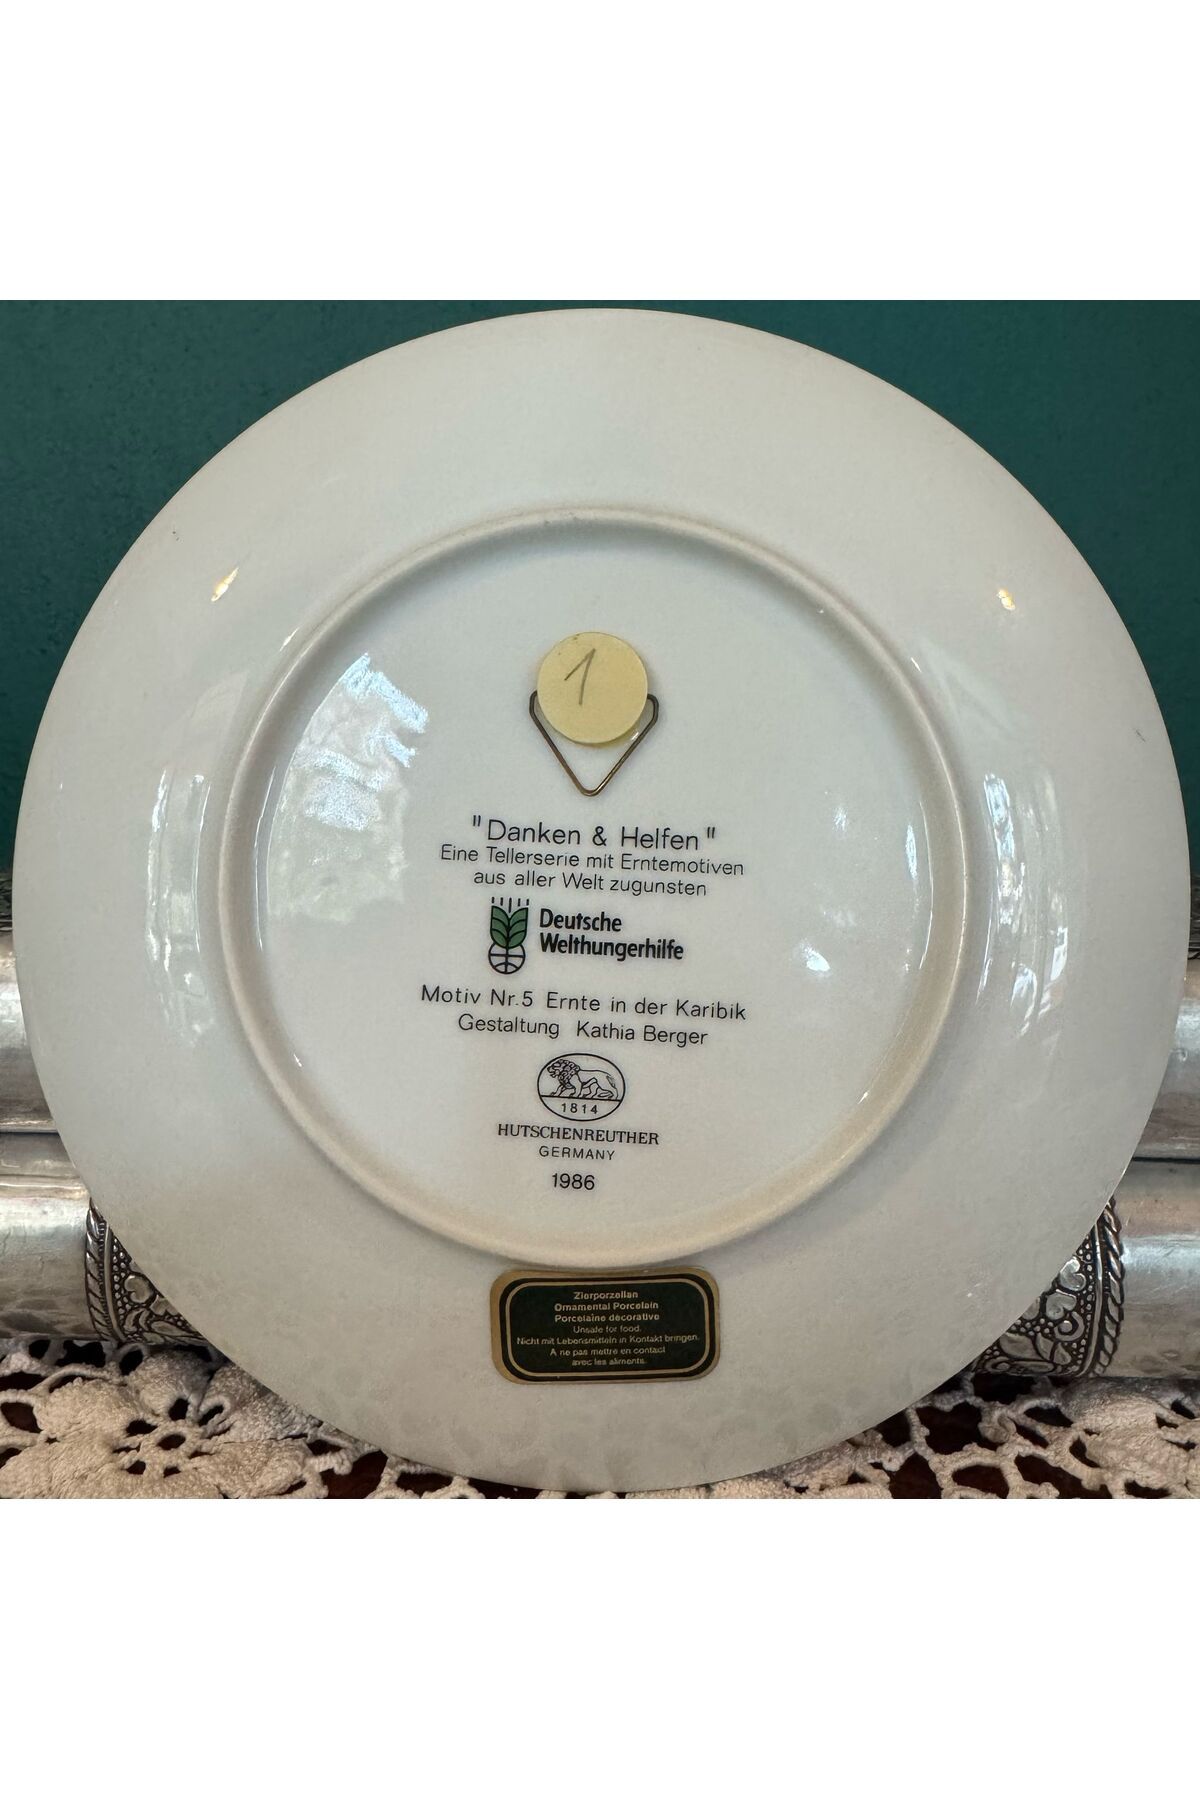 1
"Danken & Helfen"
Eine Tellerserie mit Erntemotiven
aus aller Welt zugunsten
Deutsche
Welthungerhilfe
Motiv Nr. 5 Ernte in der Karibik
Gestaltung Kathia Berger
1814
HUTSCHENREUTHER
GERMANY
1986
Zierporzellan
Ornamental Porcelain
Porcelaine décorative
Unsafe for food.
Nicht mit Lebensmitteln in Kontakt bringen.
A ne pas mettre en contact
avec les aliments.